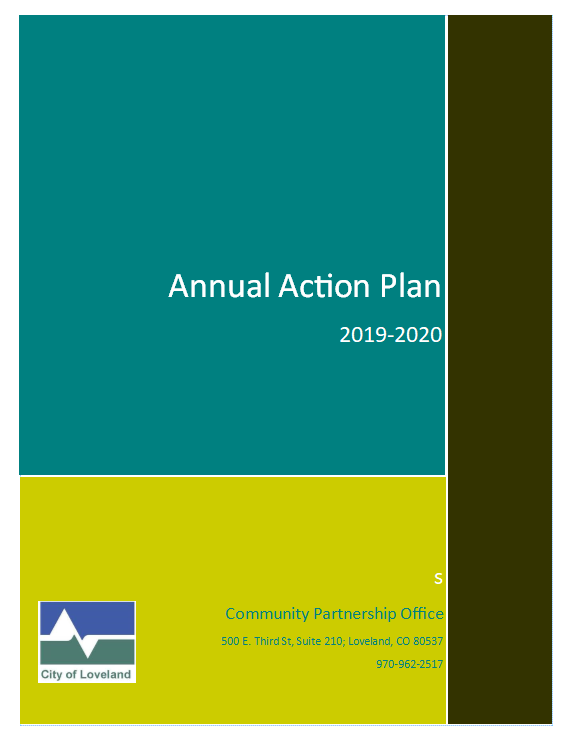 Annual Action Plan
2019-2020
s
Community Partnership Office
500 E. Third St, Suite 210; Loveland, CO 80537
970-962-2517
City of Loveland